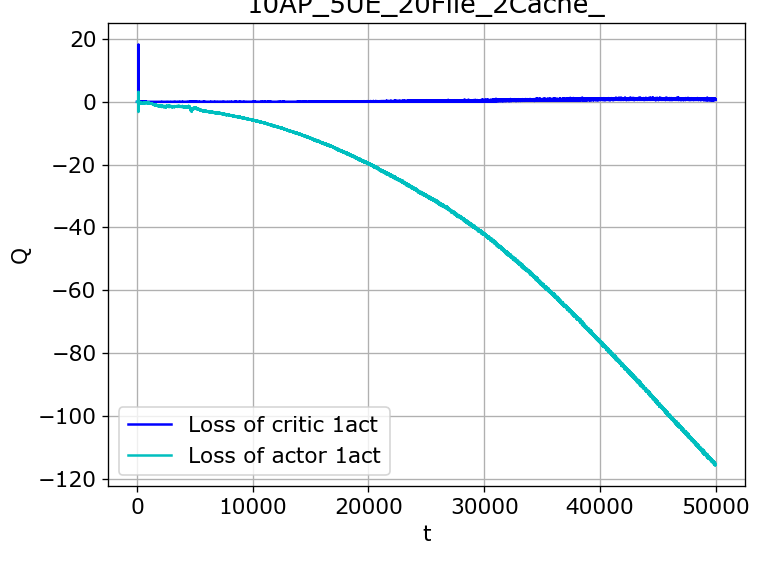 10AP_5UE_20File_2Cache_
20
0
−20
−40
−60
−80
−100
−120
Q
Loss of critic 1act
Loss of actor 1act
0 10000 20000 30000 40000 50000
t